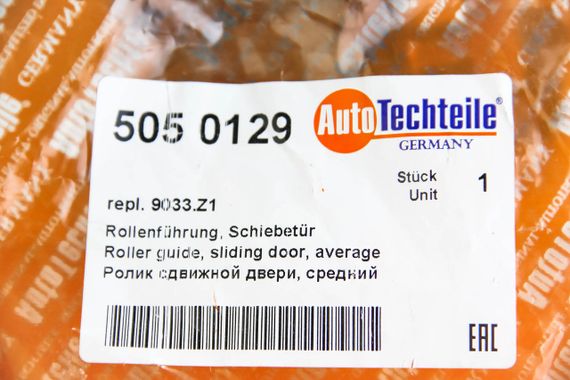 505 0129
AutoTechteile®
GERMANY
Stück
Unit
1
repl. 9033.Z1
Rollenführung, Schiebetür
Roller guide, sliding door, average
Ролик сдвижной двери, средний
EAC
GERMANY